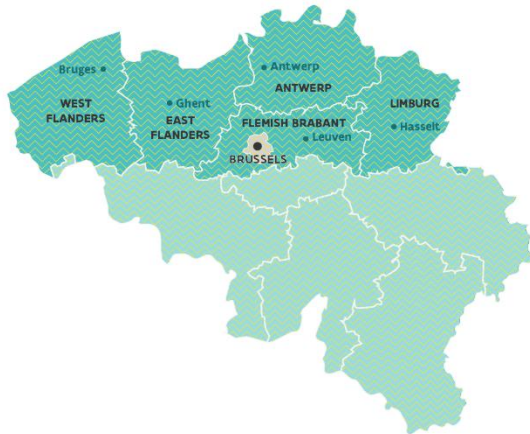 Bruges
Antwerp
ANTWERP
WEST
FLANDERS
Ghent
EAST
FLANDERS
LIMBURG
Hasselt
FLEMISH BRABANT
Leuven
BRUSSELS